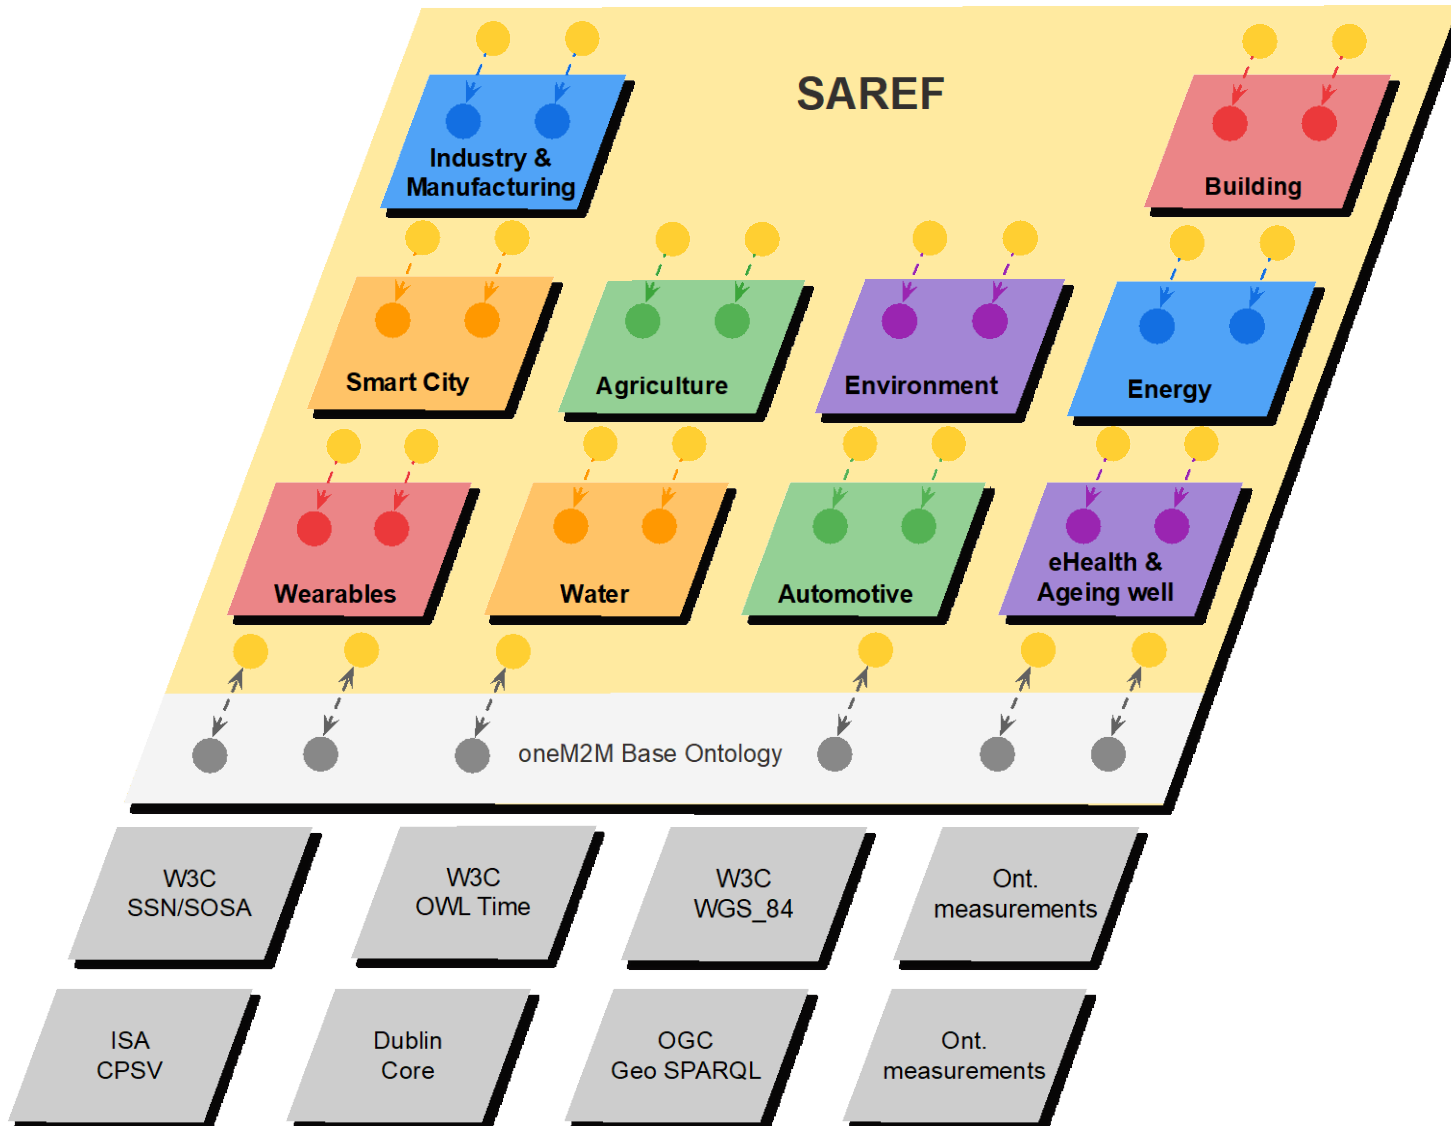 SAREF
Industry &
Manufacturing
Building
Smart City
Agriculture
Environment
Energy
Wearables
Water
Automotive
eHealth &
Ageing well
oneM2M Base Ontology
W3C
SSN/SOSA
W3C
OWL Time
W3C
WGS_84
Ont.
measurements
ISA
CPSV
Dublin
Core
OGC
Geo SPARQL
Ont.
measurements